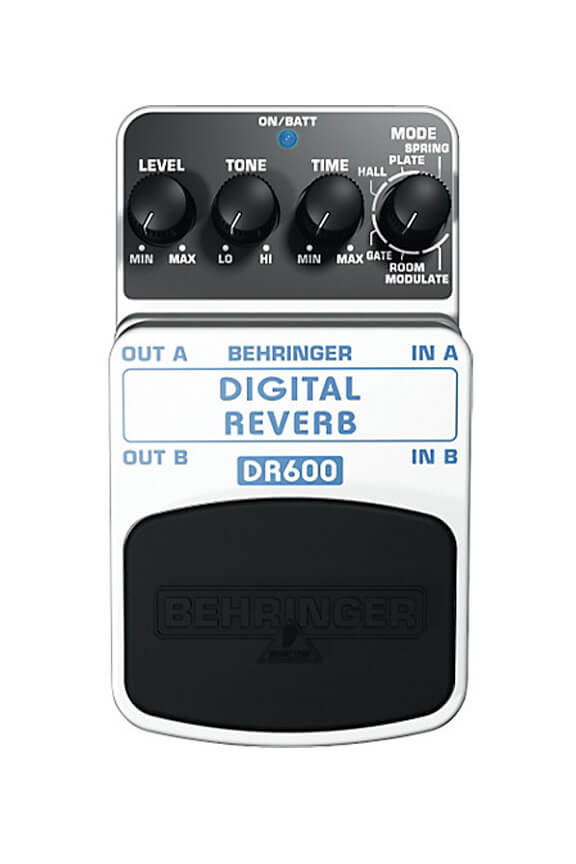 ON/BATT
MODE
SPRING
PLATE
HALL
LEVEL TONE TIME
MIN MAX LO HI MIN MAX
GATE
ROOM
MODULATE
OUT A BEHRINGER IN A
DIGITAL
REVERB
OUT B DR600 IN B
BEHRINGER